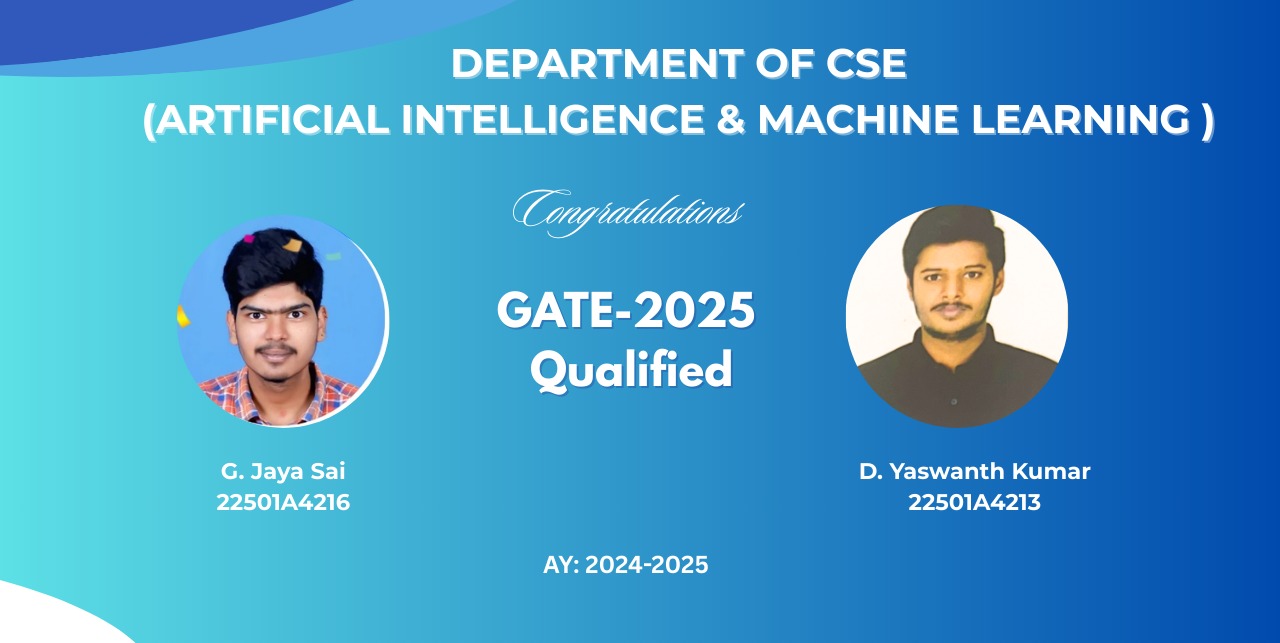 DEPARTMENT OF CSE
(ARTIFICIAL INTELLIGENCE & MACHINE LEARNING )
Congratulations
GATE-2025
Qualified
G. Jaya Sai
22501A4216
D. Yaswanth Kumar
22501A4213
AY: 2024-2025